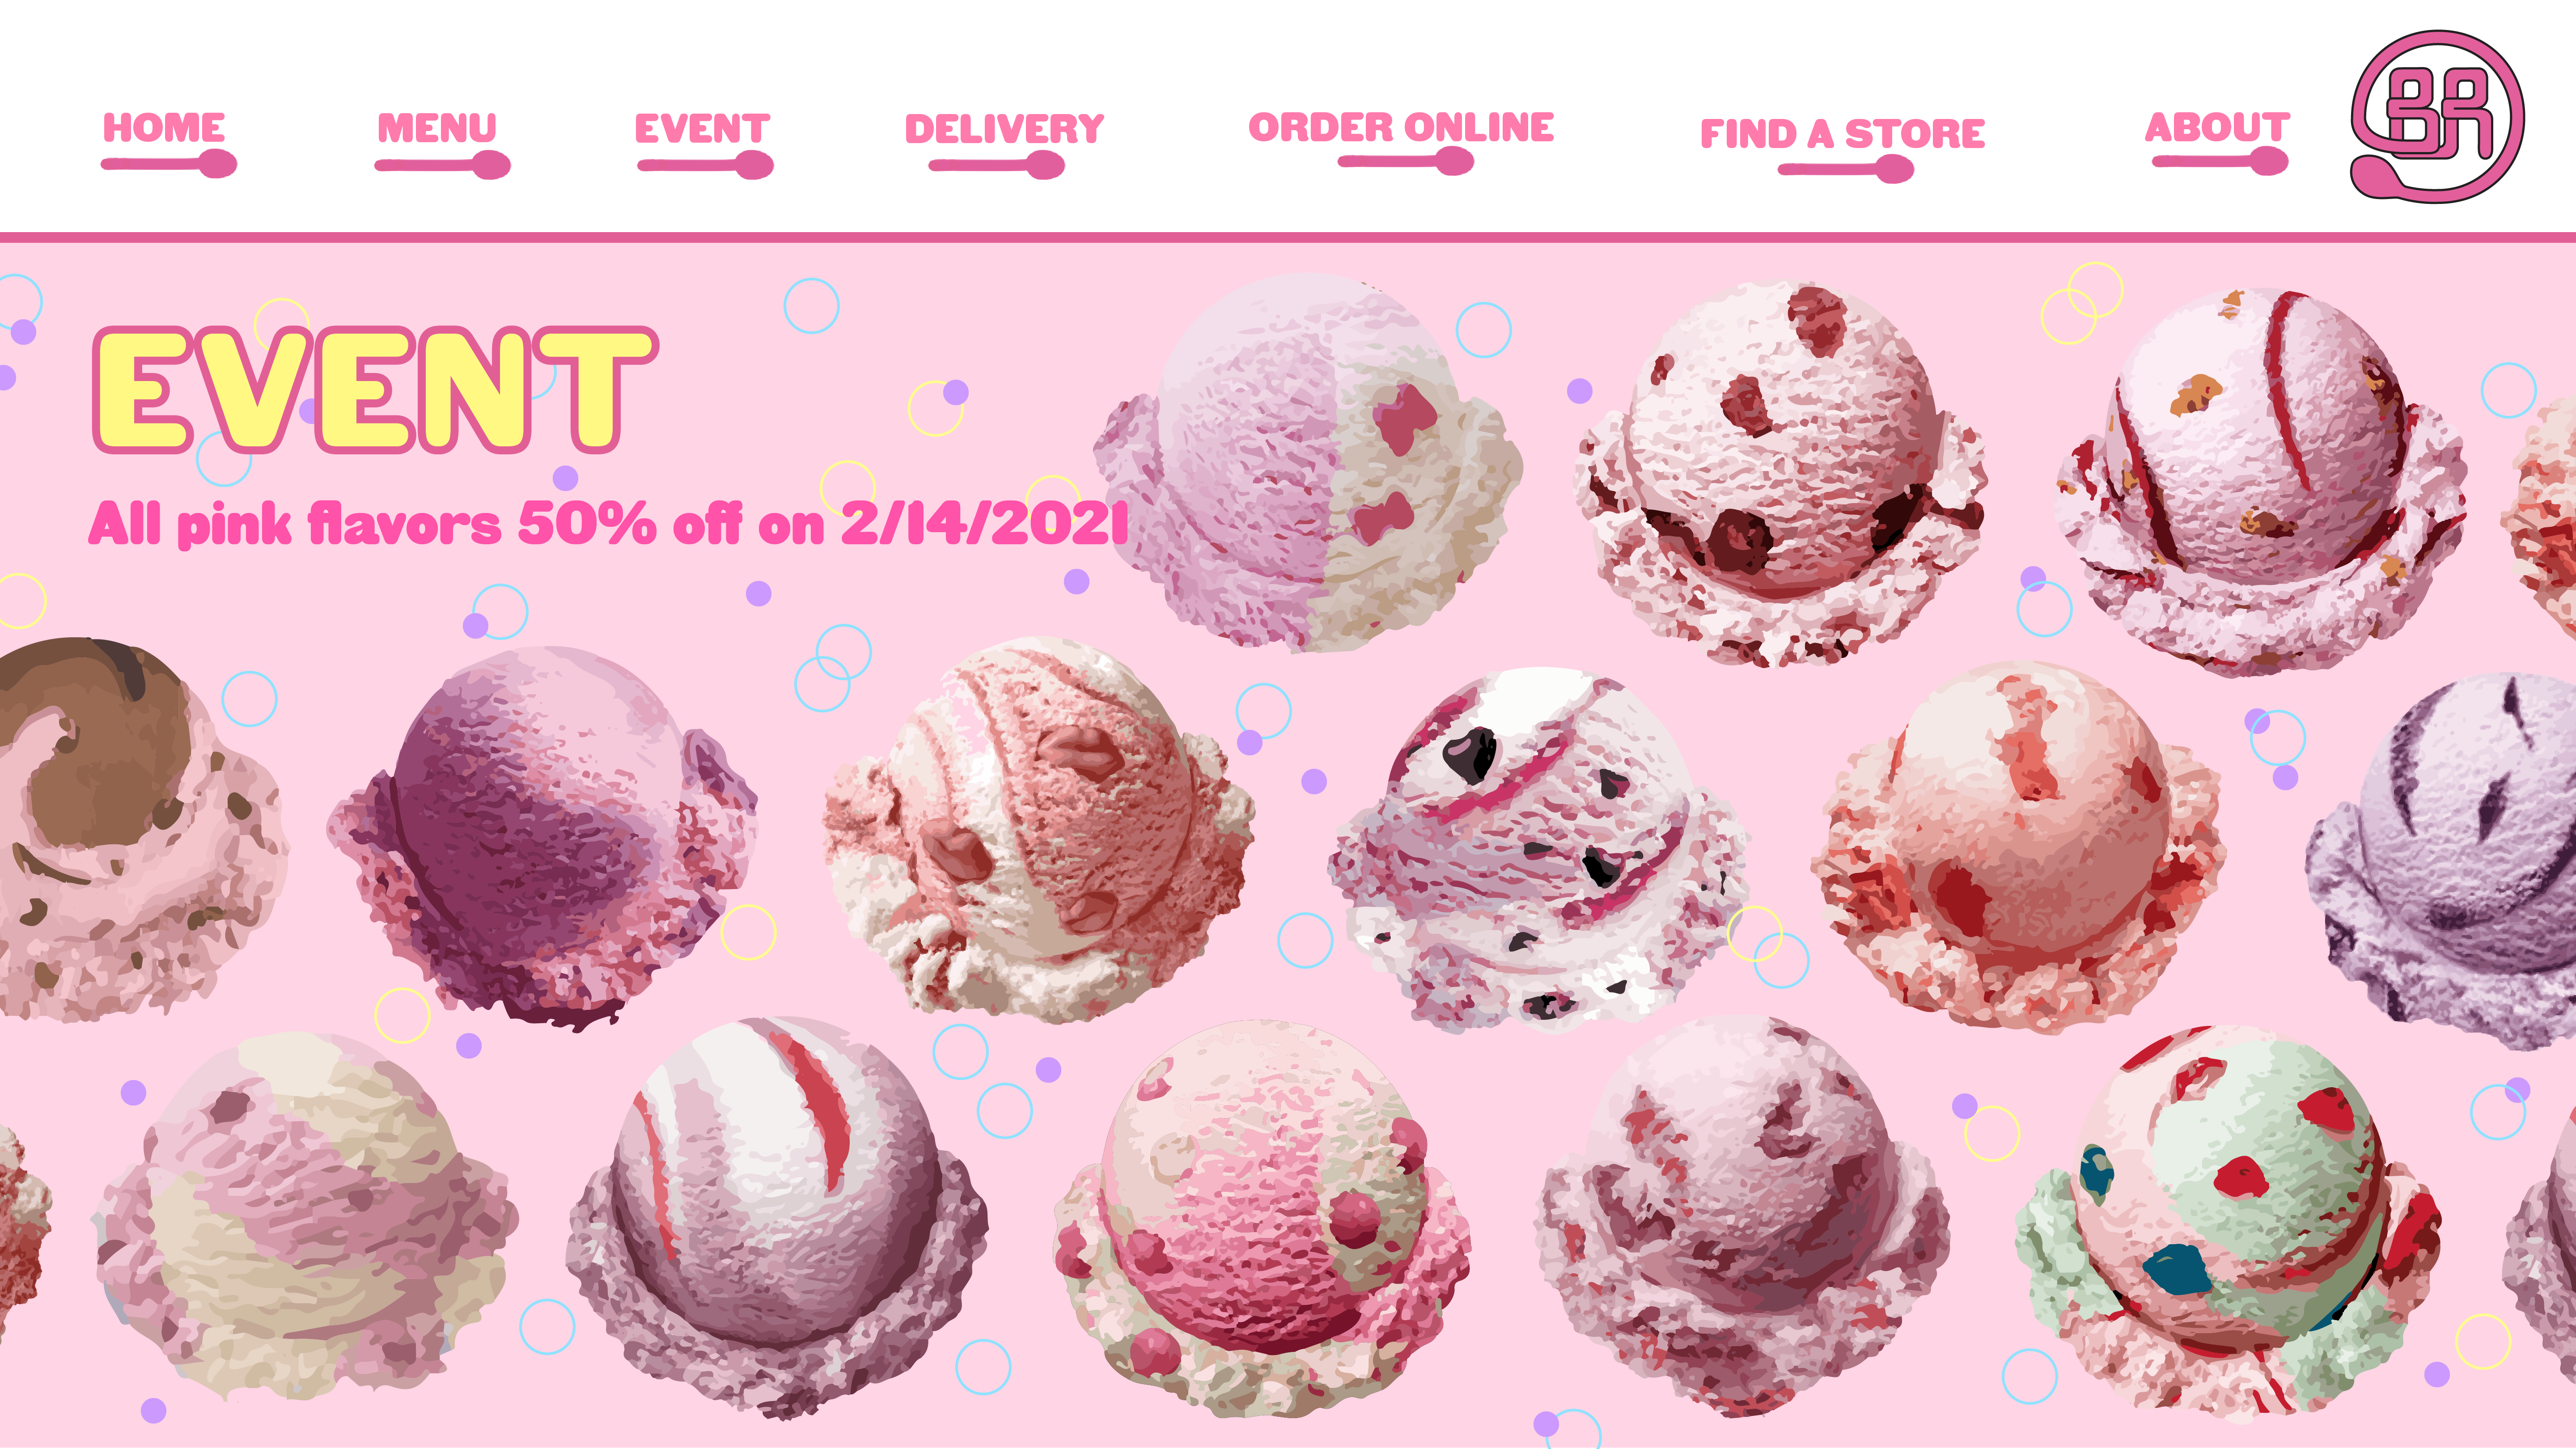 HOME
MENU
EVENT
DELIVERY
ORDER ONLINE
FIND A STORE
ABOUT
BR
EVENT
All pink flavors 50% off on 2/14/2021